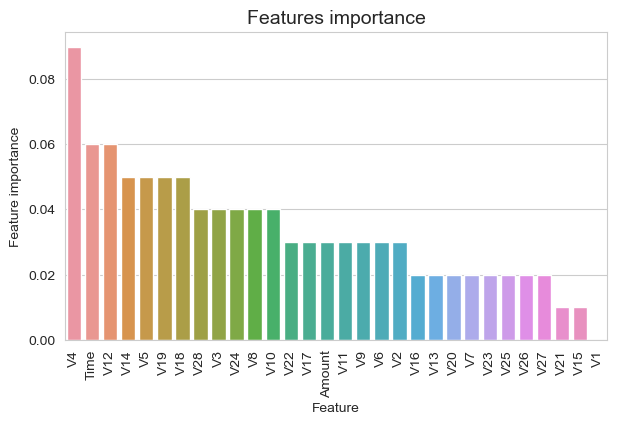 Features importance
Feature importance
0.08
0.06
0.04
0.02
0.00
V4
Time
V12
V14
V5
V19
V18
V28
V3
V24
V8
V10
V22
V17
Amount
V11
V9
V6
V2
V16
V13
V20
V7
V23
V25
V26
V27
V21
V15
V1
Feature